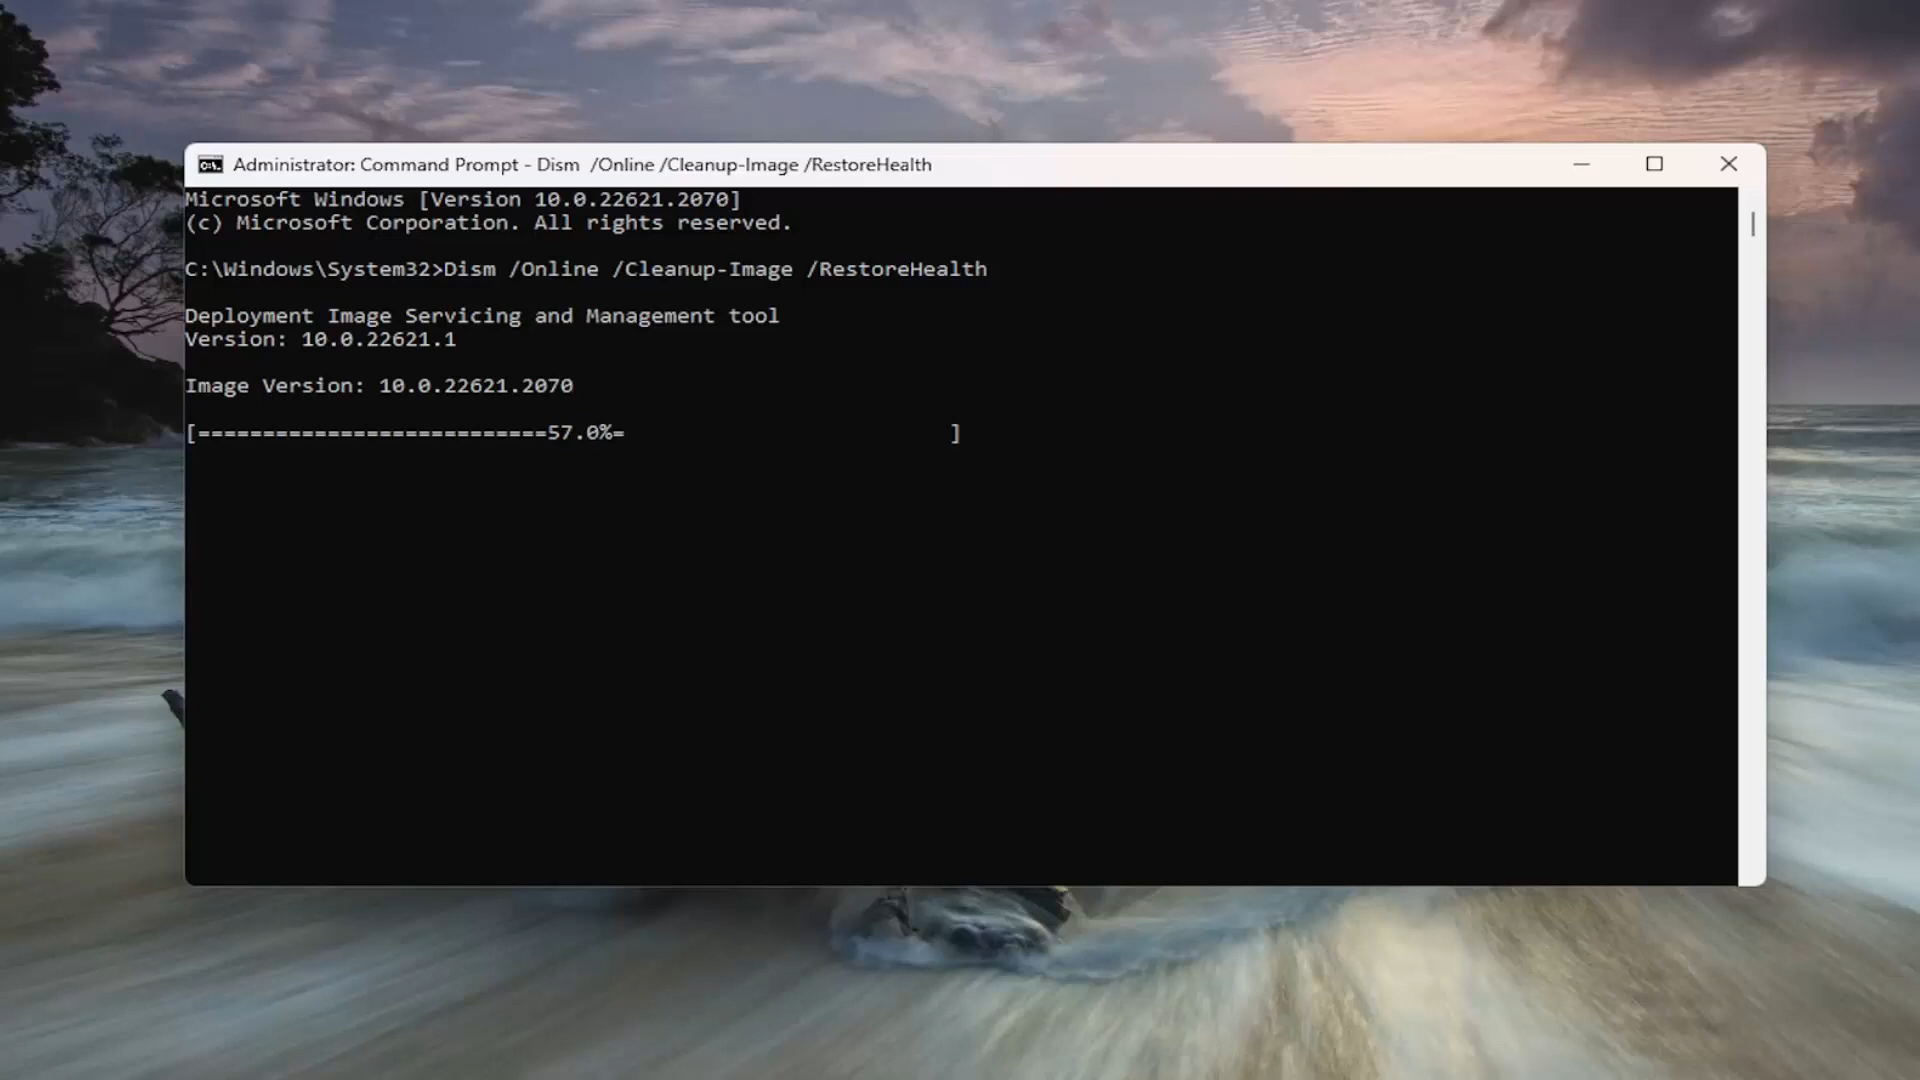 Administrator: Command Prompt - Dism  /Online /Cleanup-Image /RestoreHealth
Microsoft Windows [Version 10.0.22621.2070]
(c) Microsoft Corporation. All rights reserved.
C:\Windows\System32>Dism /Online /Cleanup-Image /RestoreHealth
Deployment Image Servicing and Management tool
Version: 10.0.22621.1
Image Version: 10.0.22621.2070
[===========================57.0%=                          ]